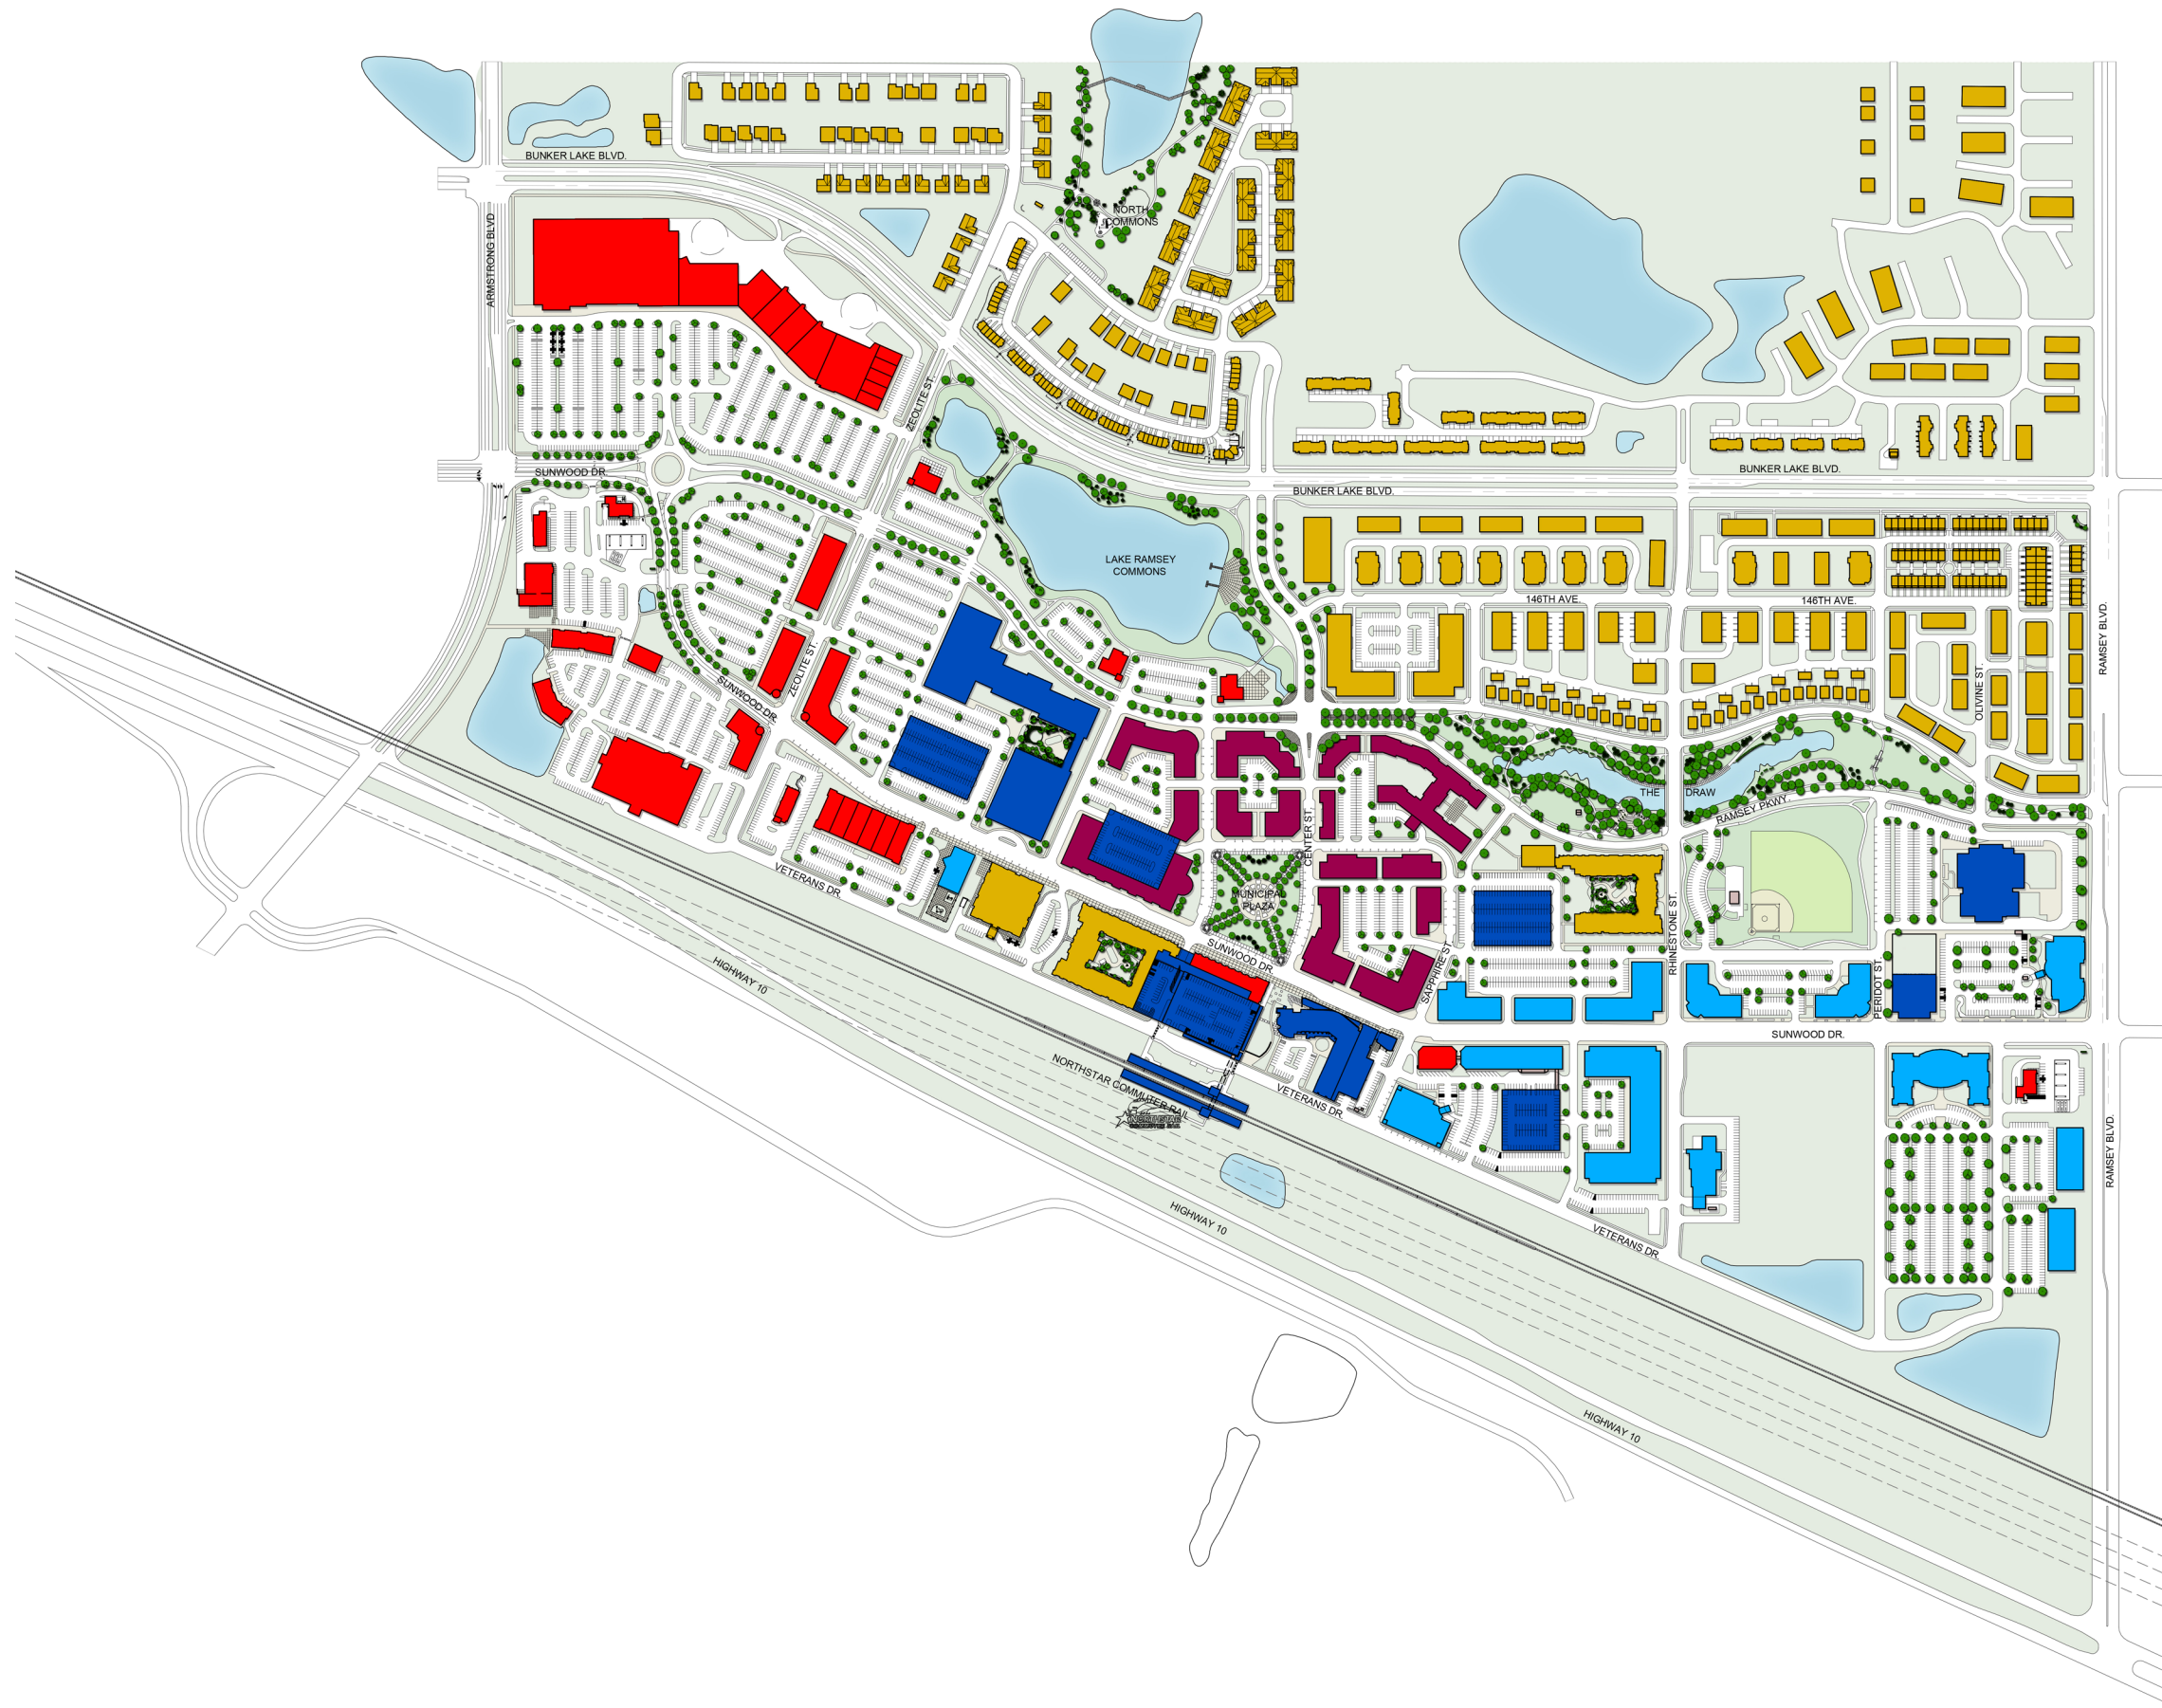 BUNKER LAKE BLVD.
NORTH
COMMONS
ARMSTRONG BLVD
ZEOLITE ST.
SUNWOOD DR.
BUNKER LAKE BLVD.
BUNKER LAKE BLVD.
LAKE RAMSEY
COMMONS
146TH AVE.
146TH AVE.
RAMSEY BLVD.
ZEOLITE ST.
SUNWOOD DR.
OLIVINE ST.
THE DRAW
RAMSEY PKWY.
CENTER ST.
VETERANS DR.
MUNICIPAL
PLAZA
SUNWOOD DR.
SAPPHIRE ST
RHINESTONE ST.
PERIDOT ST
HIGHWAY 10
SUNWOOD DR.
NORTHSTAR COMMUTER RAIL
NORTHSTAR
COMMUTER RAIL
VETERANS DR.
RAMSEY BLVD.
HIGHWAY 10
VETERANS DR.
HIGHWAY 10